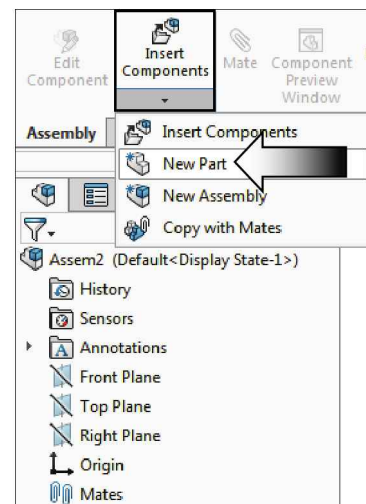 Edit
Component
Insert
Components
Mate
Component
Preview
Window
Assembly
Insert Components
New Part
New Assembly
Copy with Mates
Assem2 (Default<Display State-1>)
History
Sensors
Annotations
Front Plane
Top Plane
Right Plane
Origin
Mates